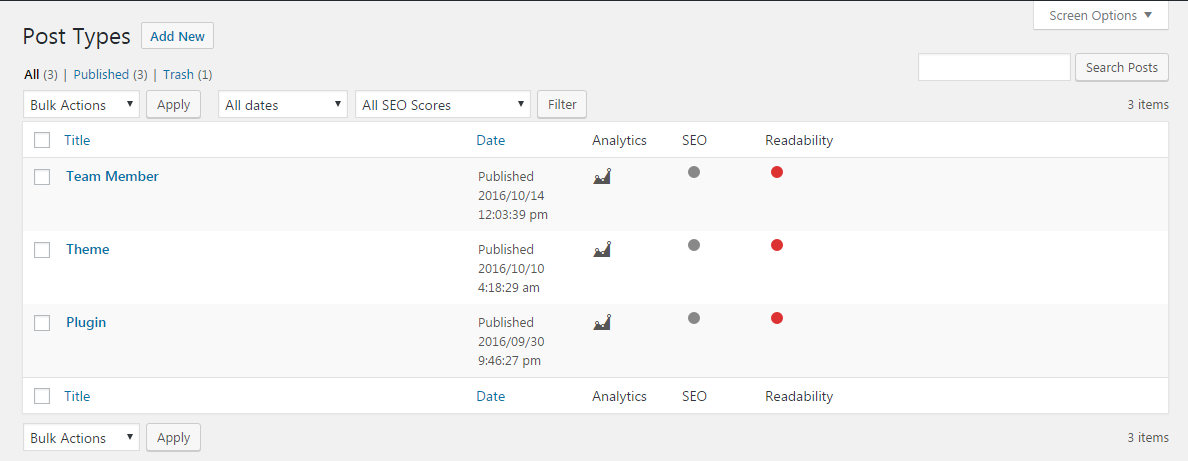 Screen Options
Post Types Add New
All (3) | Published (3) | Trash (1)
Search Posts
Bulk Actions Apply All dates All SEO Scores Filter 3 items
Title Date Analytics SEO Readability
Team Member Published
2016/10/14
12:03:39 pm
Theme Published
2016/10/10
4:18:29 am
Plugin Published
2016/09/30
9:46:27 pm
Title Date Analytics SEO Readability
Bulk Actions Apply 3 items